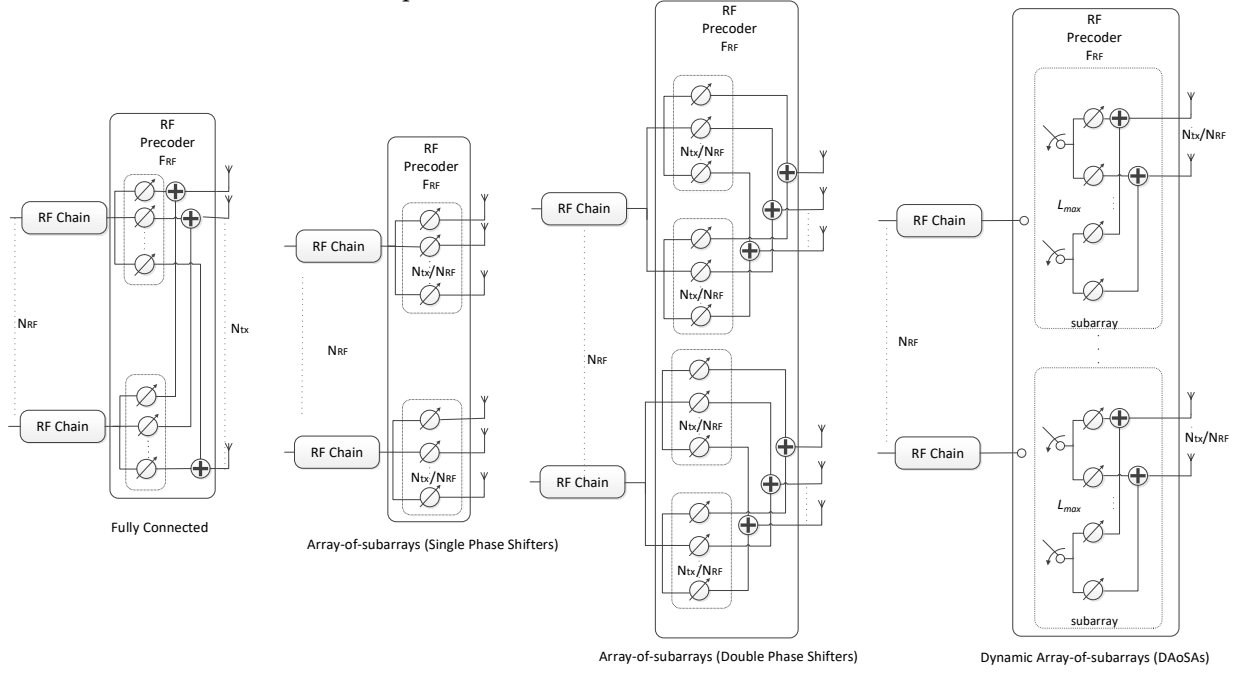 RF
Precoder
FRF
RF Chain
NRF
RF Chain
Ntx
Fully Connected
RF
Precoder
FRF
RF Chain
Ntx/NRF
NRF
RF Chain
Ntx/NRF
Array-of-subarrays (Single Phase Shifters)
RF
Precoder
FRF
Ntx/NRF
RF Chain
Ntx/NRF
NRF
Ntx/NRF
RF Chain
Ntx/NRF
Array-of-subarrays (Double Phase Shifters)
RF
Precoder
FRF
Ntx/NRF
RF Chain
Lmax
subarray
NRF
Ntx/NRF
RF Chain
Lmax
subarray
Dynamic Array-of-subarrays (DAoSAs)